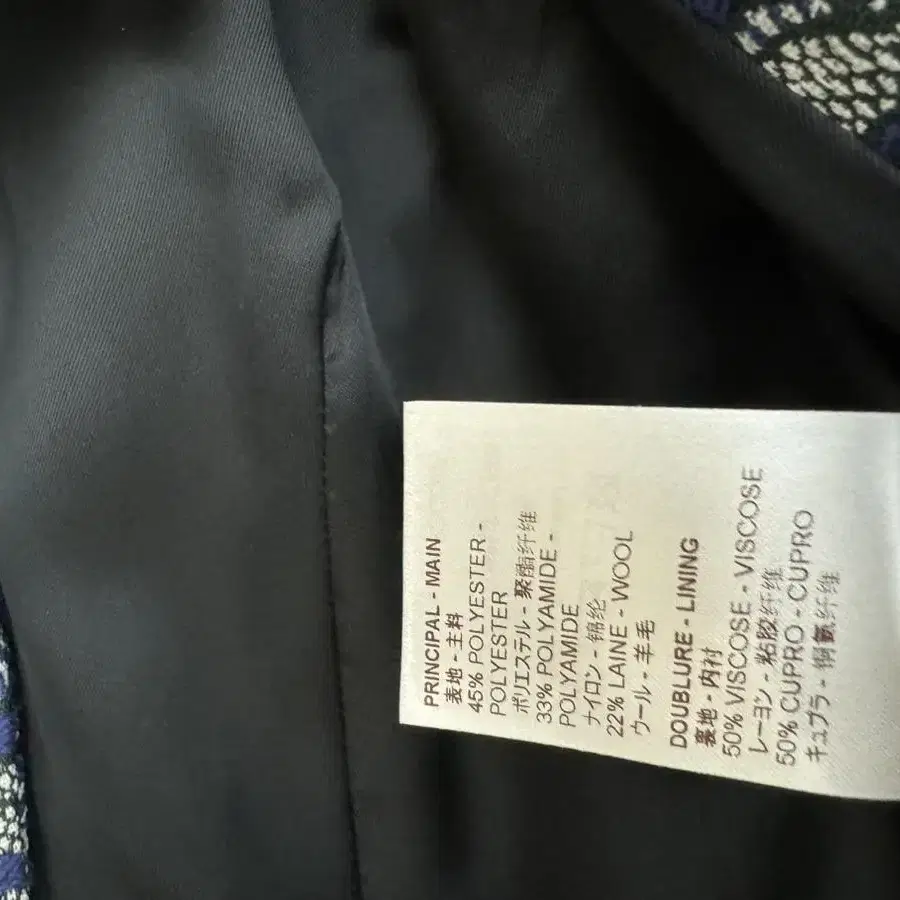 PRINCIPAL - MAIN
表地 - 主料
45% POLYESTER -
POLYESTER
ポリエステル - 聚酯纤维
33% POLYAMIDE -
POLYAMIDE
ナイロン - 锦纶
22% LAINE - WOOL
ウール - 羊毛
DOUBLURE - LINING
裏地 - 内衬
50% VISCOSE - VISCOSE
レーヨン - 粘胶纤维
50% CUPRO - CUPRO
キュプラ - 铜氨纤维